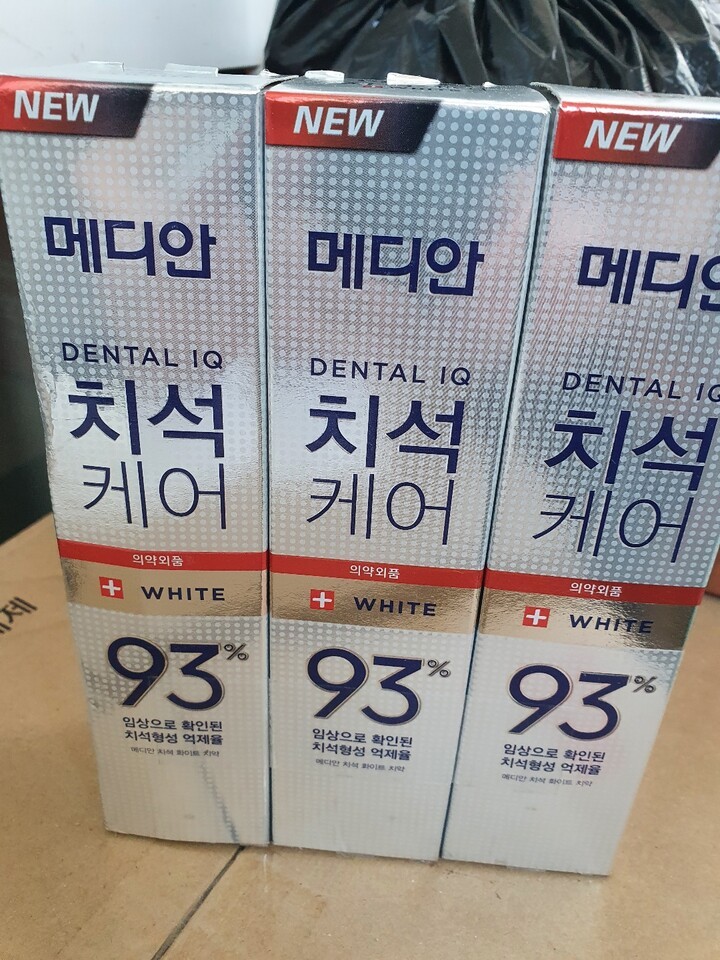 NEW
메디안
DENTAL IQ
치석
케어
의약외품
WHITE
93%
임상으로 확인된
치석형성 억제율
메디안 치석 화이트 치약
NEW
메디안
DENTAL IQ
치석
케어
의약외품
WHITE
93%
임상으로 확인된
치석형성 억제율
메디안 치석 화이트 치약
NEW
메디안
DENTAL IQ
치석
케어
의약외품
WHITE
93%
임상으로 확인된
치석형성 억제율
메디안 치석 화이트 치약